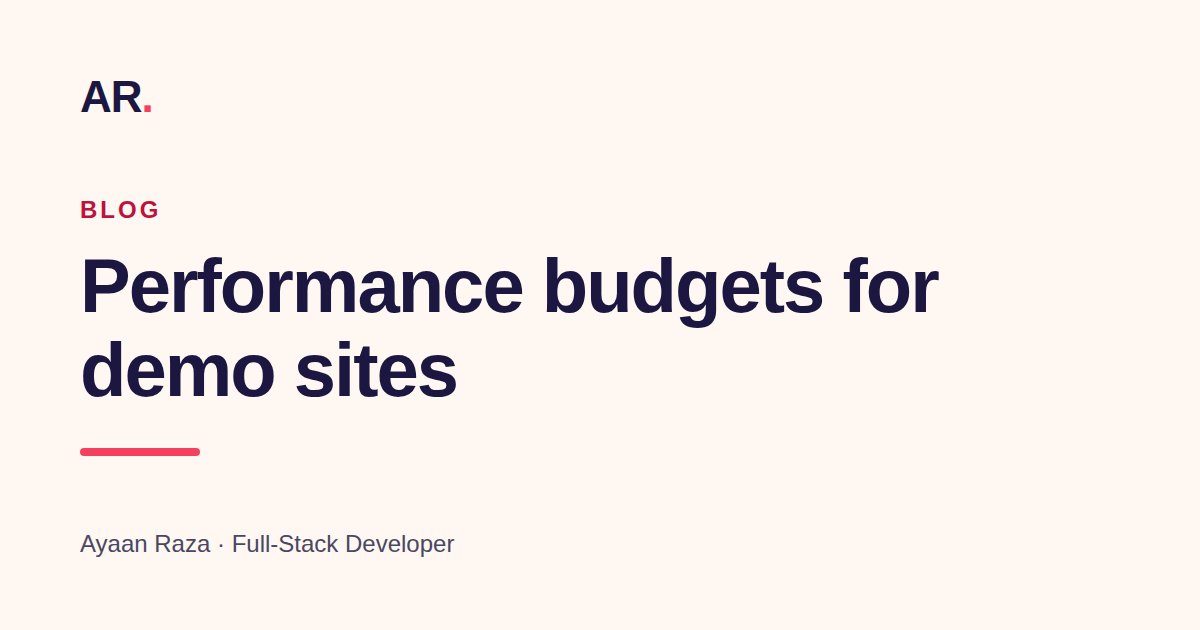 AR.
BLOG
Performance budgets for
demo sites
Ayaan Raza · Full-Stack Developer